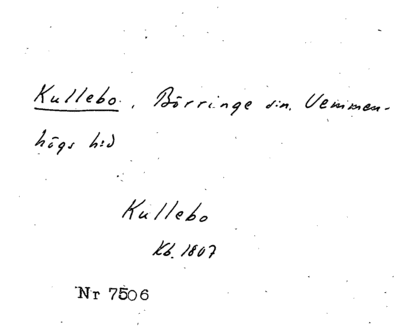 Kullebo, Börringe sn. Vemmen-
högs hd
Kullebo
Kb. 1807
Nr 7506